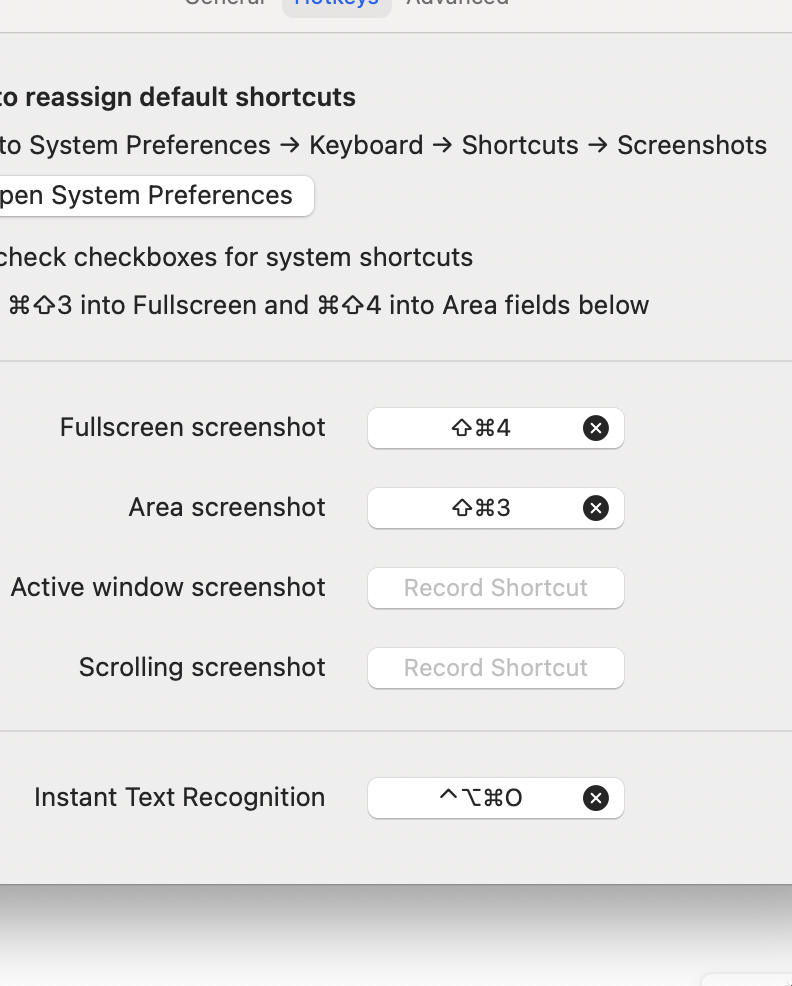 General Hotkeys Advanced
to reassign default shortcuts
to System Preferences → Keyboard → Shortcuts → Screenshots
pen System Preferences
check checkboxes for system shortcuts
⌘⇧3 into Fullscreen and ⌘⇧4 into Area fields below
Fullscreen screenshot ⇧⌘4
Area screenshot ⇧⌘3
Active window screenshot Record Shortcut
Scrolling screenshot Record Shortcut
Instant Text Recognition ^⌥⌘O